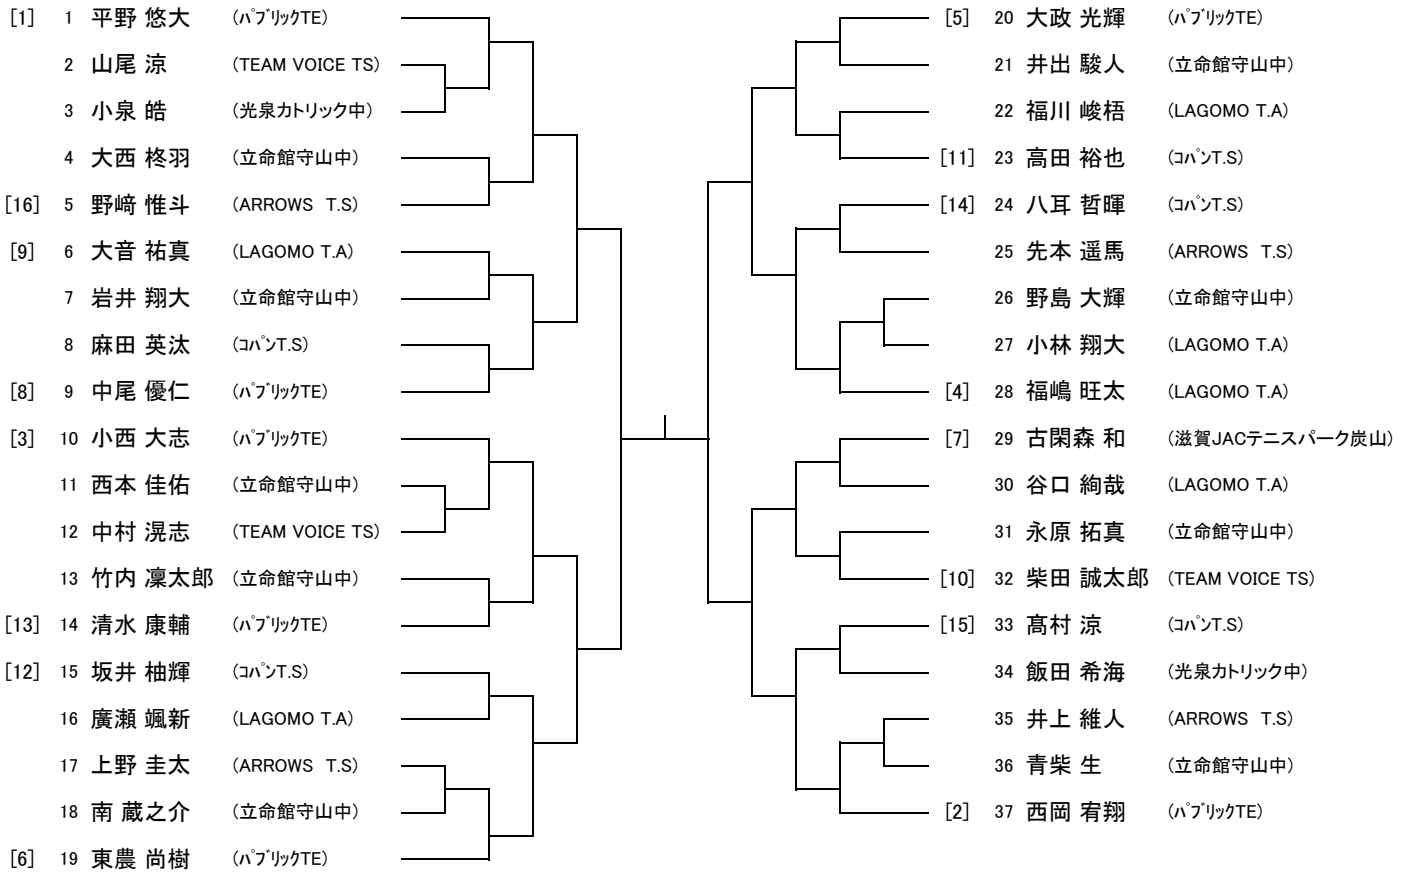 [1] 1 平野 悠大 (ﾊﾟﾌﾞﾘｯｸTE)
2 山尾 涼 (TEAM VOICE TS)
3 小泉 皓 (光泉カトリック中)
4 大西 柊羽 (立命館守山中)
[16] 5 野﨑 惟斗 (ARROWS T.S)
[9] 6 大音 祐真 (LAGOMO T.A)
7 岩井 翔大 (立命館守山中)
8 麻田 英汰 (ｺﾊﾟﾝT.S)
[8] 9 中尾 優仁 (ﾊﾟﾌﾞﾘｯｸTE)
[3] 10 小西 大志 (ﾊﾟﾌﾞﾘｯｸTE)
11 西本 佳佑 (立命館守山中)
12 中村 滉志 (TEAM VOICE TS)
13 竹内 凜太郎 (立命館守山中)
[13] 14 清水 康輔 (ﾊﾟﾌﾞﾘｯｸTE)
[12] 15 坂井 柚輝 (ｺﾊﾟﾝT.S)
16 廣瀬 颯新 (LAGOMO T.A)
17 上野 圭太 (ARROWS T.S)
18 南 蔵之介 (立命館守山中)
[6] 19 東農 尚樹 (ﾊﾟﾌﾞﾘｯｸTE)
[5] 20 大政 光輝 (ﾊﾟﾌﾞﾘｯｸTE)
21 井出 駿人 (立命館守山中)
22 福川 峻梧 (LAGOMO T.A)
[11] 23 高田 裕也 (ｺﾊﾟﾝT.S)
[14] 24 八耳 哲暉 (ｺﾊﾟﾝT.S)
25 先本 遥馬 (ARROWS T.S)
26 野島 大輝 (立命館守山中)
27 小林 翔大 (LAGOMO T.A)
[4] 28 福嶋 旺太 (LAGOMO T.A)
[7] 29 古閑森 和 (滋賀JACテニスパーク炭山)
30 谷口 絢哉 (LAGOMO T.A)
31 永原 拓真 (立命館守山中)
[10] 32 柴田 誠太郎 (TEAM VOICE TS)
[15] 33 髙村 涼 (ｺﾊﾟﾝT.S)
34 飯田 希海 (光泉カトリック中)
35 井上 維人 (ARROWS T.S)
36 青柴 生 (立命館守山中)
[2] 37 西岡 宥翔 (ﾊﾟﾌﾞﾘｯｸTE)